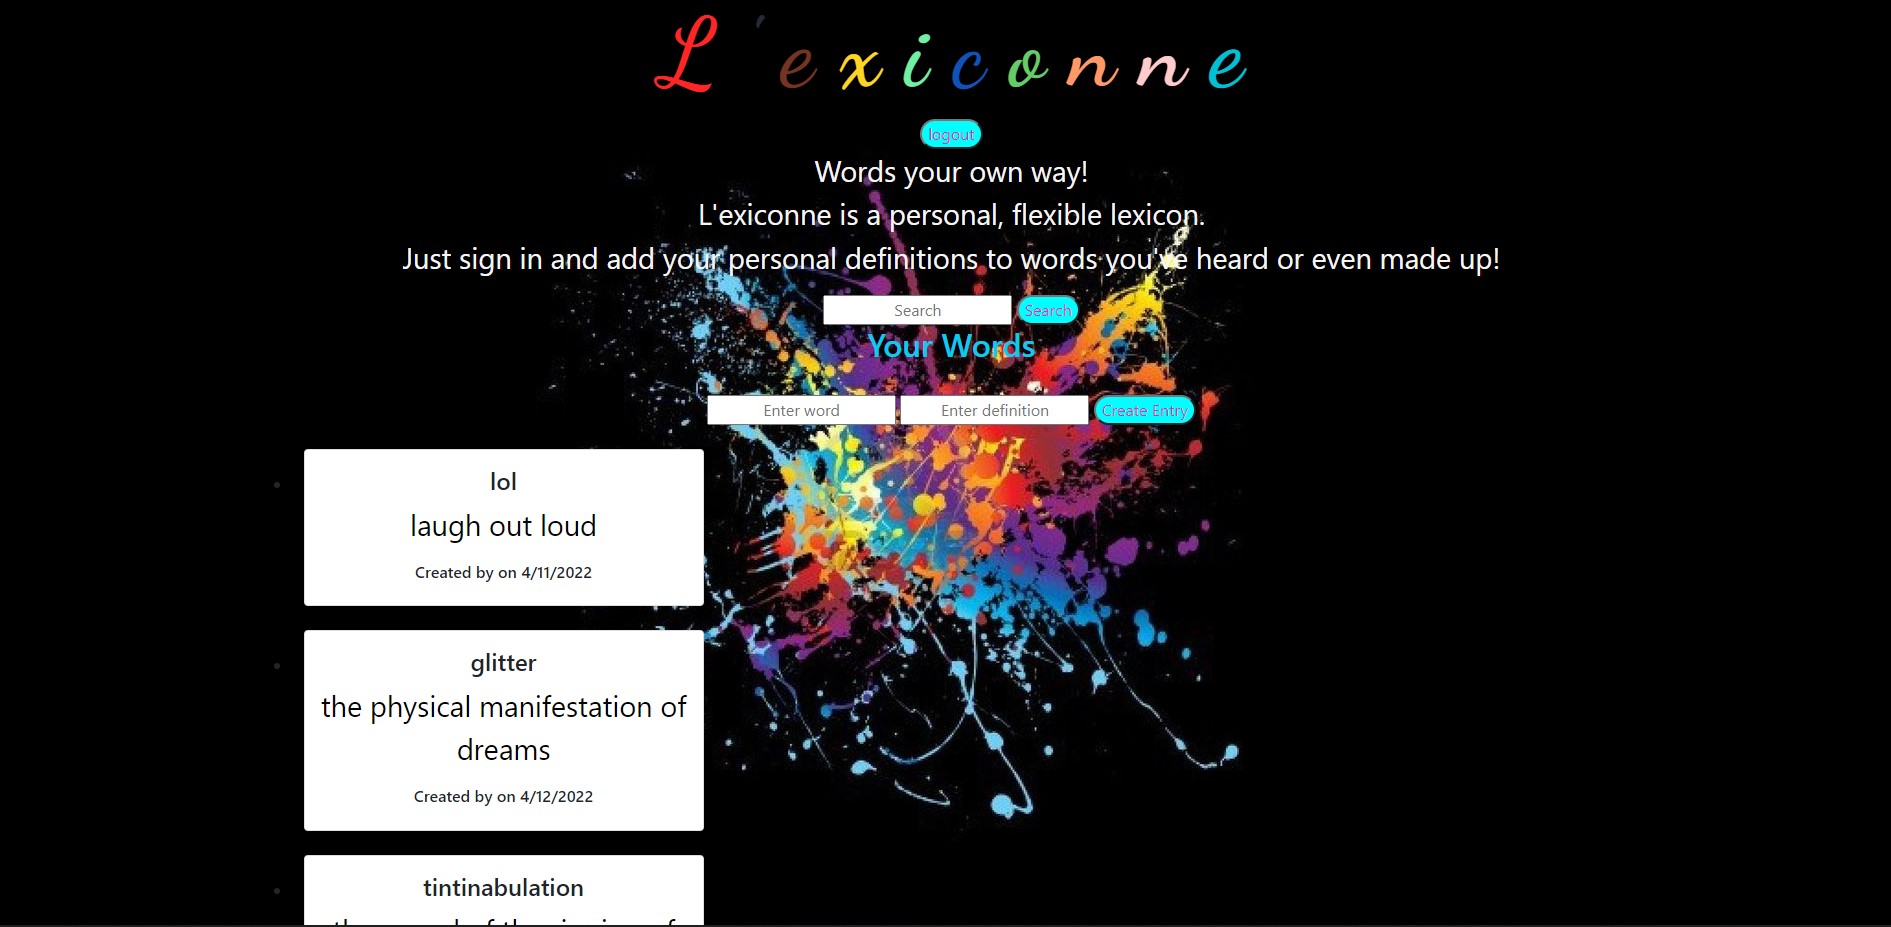 L'exiconne
logout
Words your own way!
L'exiconne is a personal, flexible lexicon.
Just sign in and add your personal definitions to words you've heard or even made up!
Search Search
Your Words
Enter word Enter definition Create Entry
lol
laugh out loud
Created by on 4/11/2022
glitter
the physical manifestation of
dreams
Created by on 4/12/2022
tintinabulation